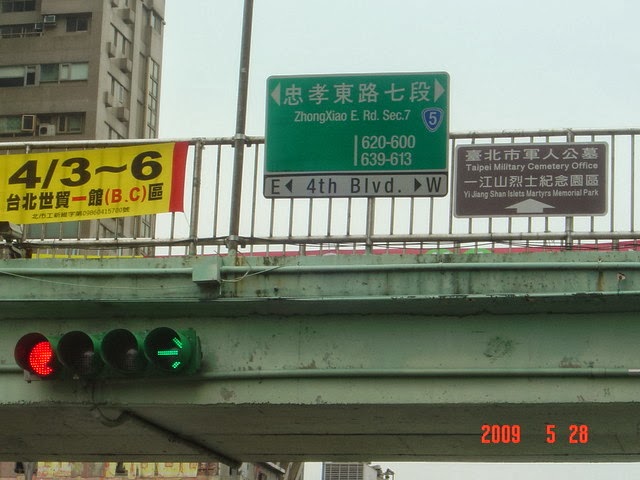 忠孝東路七段
ZhongXiao E. Rd. Sec.7
5
620-600
639-613
E 4th Blvd. W
臺北市軍人公墓
Taipei Military Cemetery Office
一江山烈士紀念園區
Yi Jiang Shan Islets Martyrs Memorial Park
4/3~6
台北世貿一館(B.C)區
2009 5 28